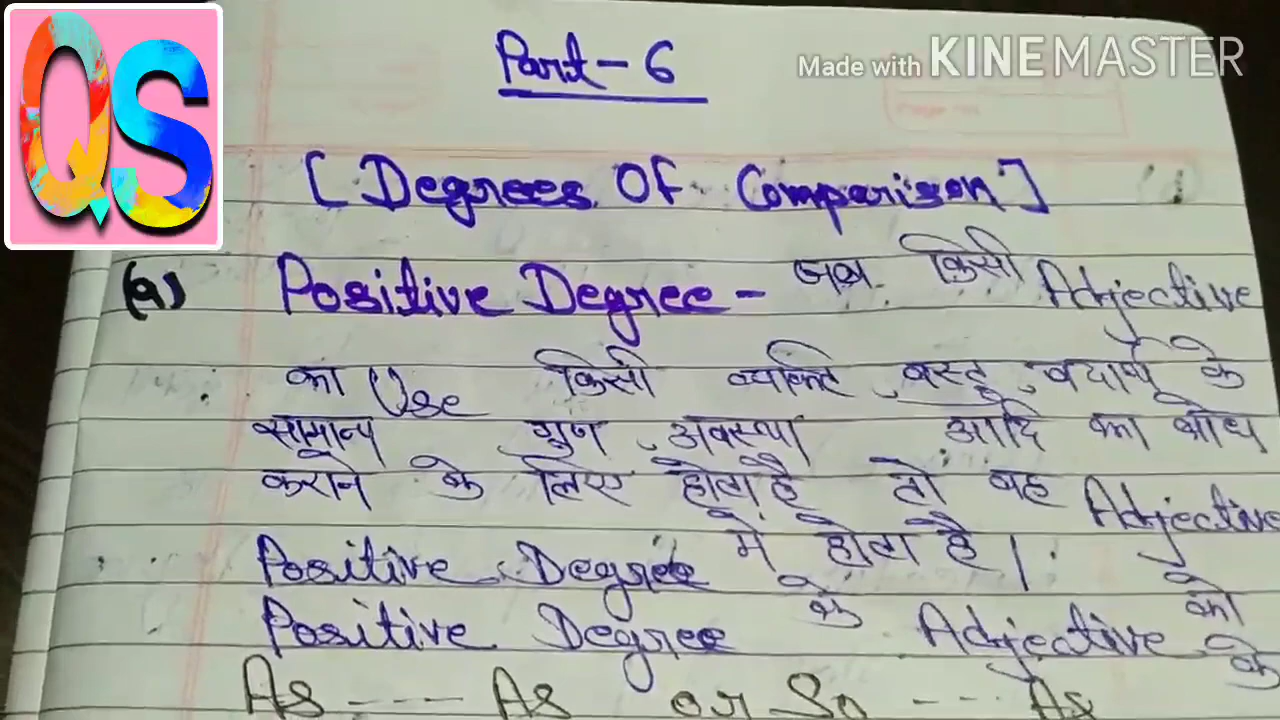 QS
Made with KINEMASTER
Part - 6
[ Degrees Of Comparison ]
(a) Positive Degree - जब किसी Adjective
का Use किसी व्यक्ति, वस्तु, पदार्थ के
सामान्य गुण, अवस्था आदि का बोध
कराने के लिए होता है तो वह Adjective
Positive Degree में होता है।
Positive Degree के Adjective को
As ---- As or So --- As के